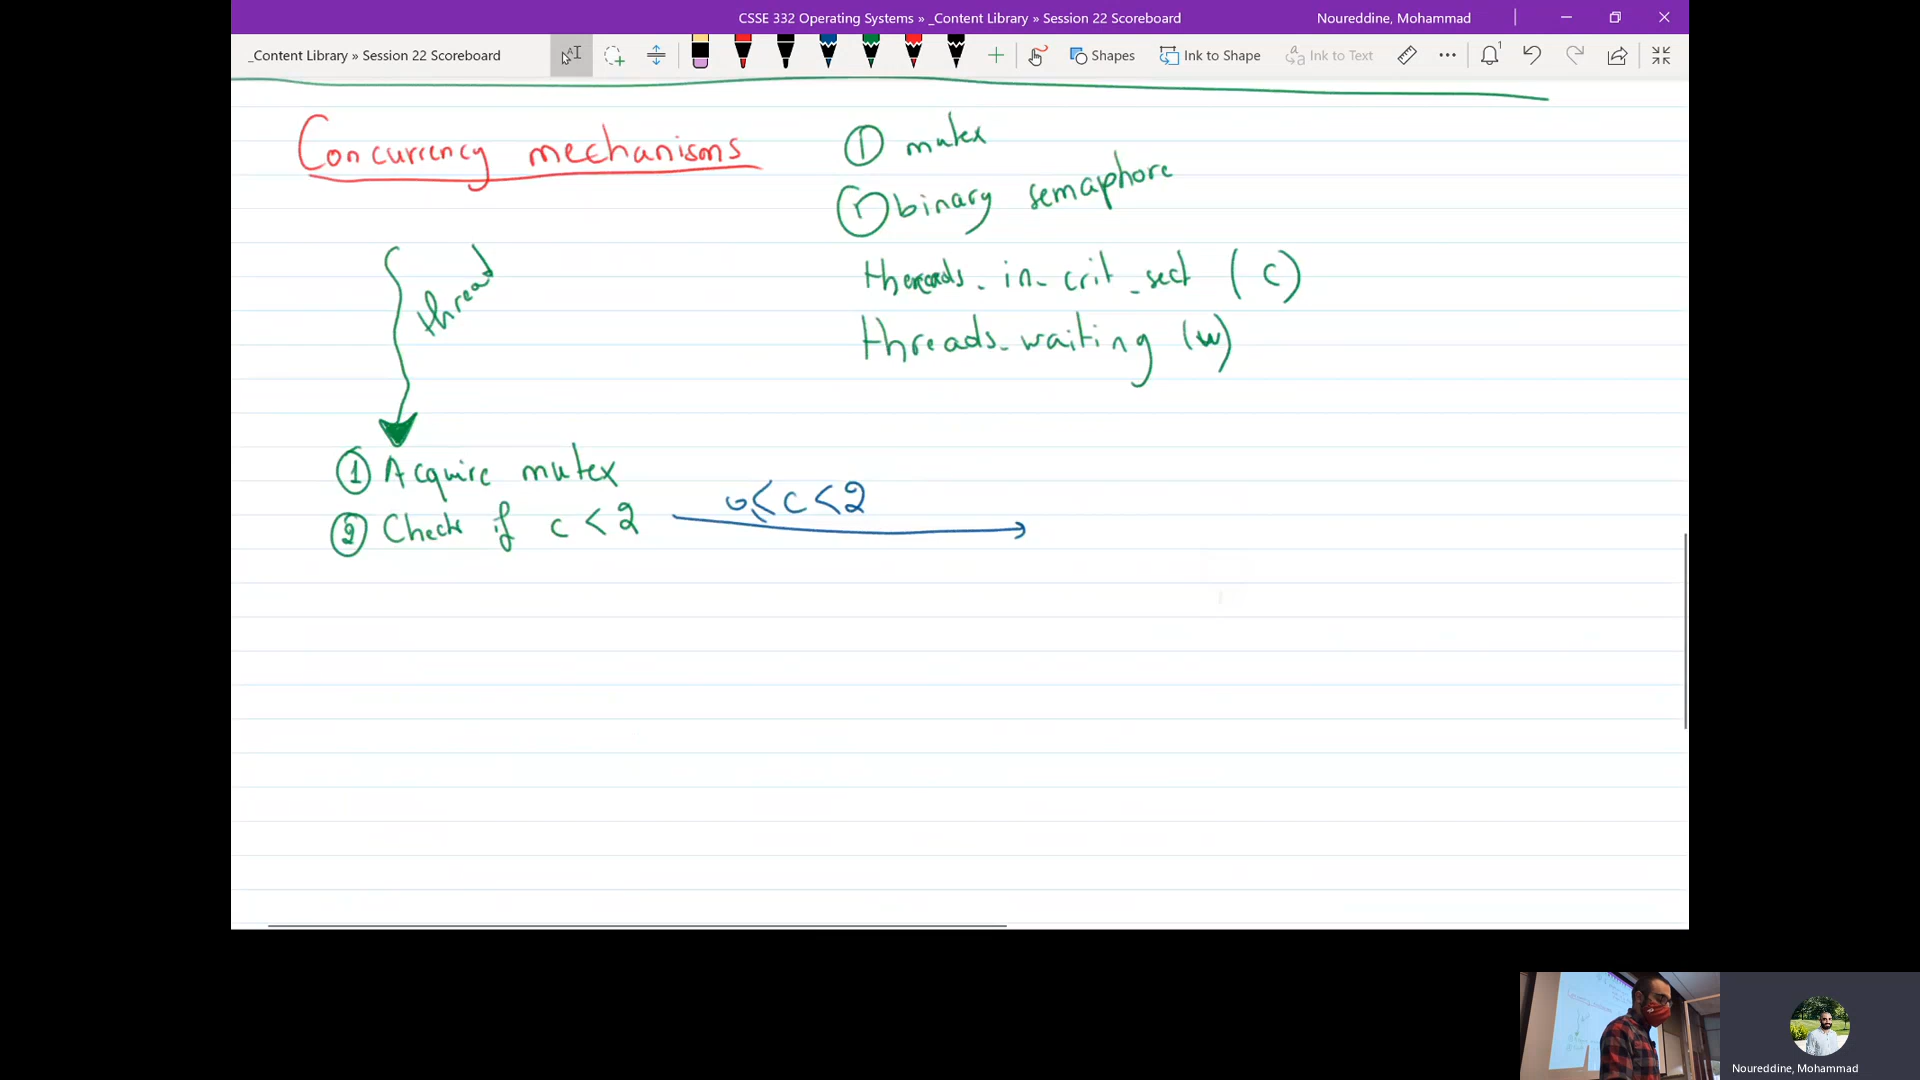 CSSE 332 Operating Systems » _Content Library » Session 22 Scoreboard
Noureddine, Mohammad
_Content Library » Session 22 Scoreboard
Shapes
Ink to Shape
Ink to Text
1
Concurrency mechanisms
① mutex
binary semaphore
threads_in_crit_sect (c)
threads_waiting (w)
thread
① Acquire mutex
② Check if c < 2
0 ≤ c < 2
Noureddine, Mohammad